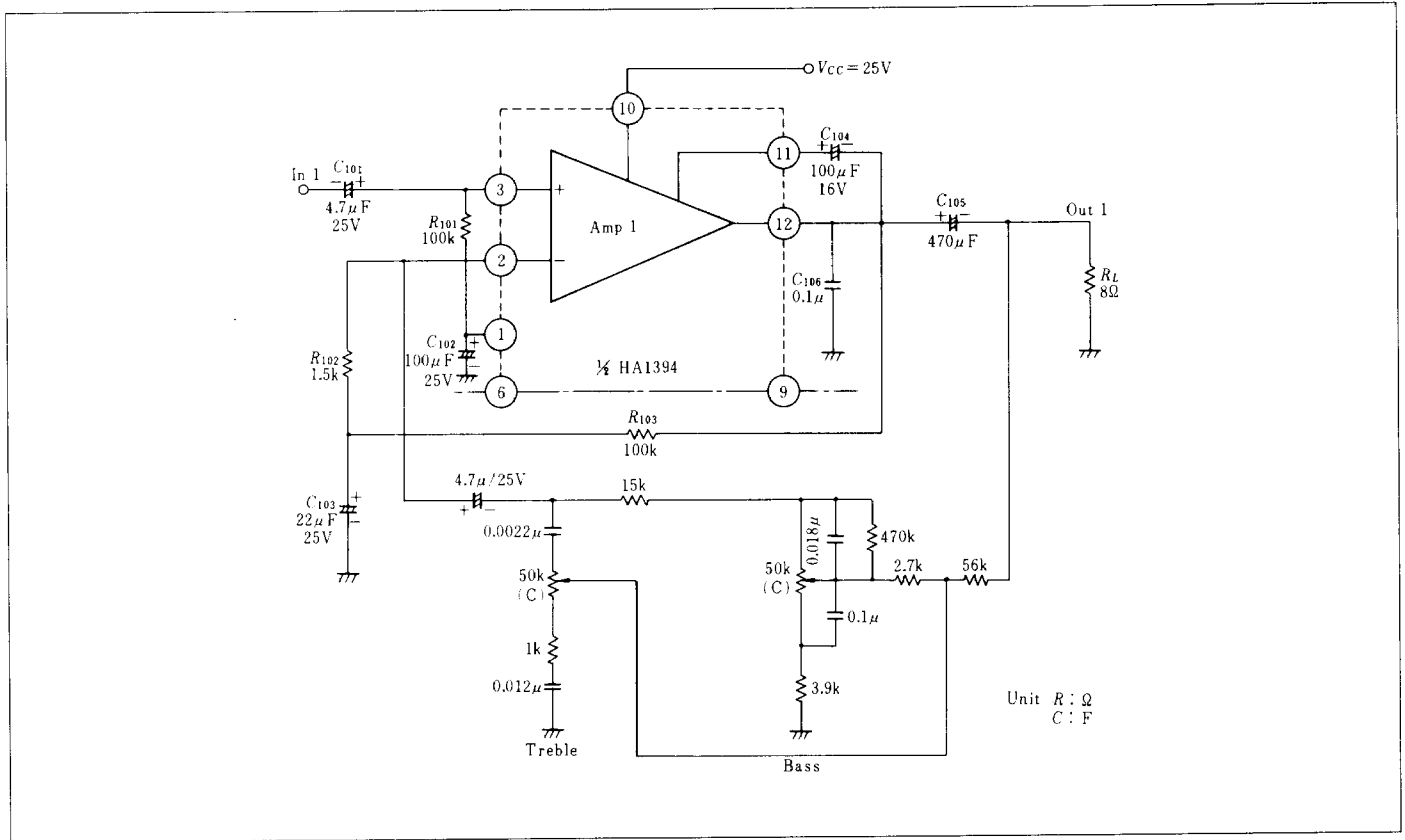 VCC = 25V
10
In 1
C101
- +
4.7μF
25V
3
+
R101
100k
Amp 1
11
C104
+ -
100μF
16V
12
C105
+ -
470μF
Out 1
2
−
C106
0.1μ
RL
8Ω
1
R102
1.5k
C102
+
100μF
-
25V
½ HA1394
6
9
R103
100k
C103
+
22μF
-
25V
4.7μ/25V
+ -
15k
0.0022μ
0.018μ
470k
50k
(C)
50k
(C)
2.7k
56k
0.1μ
1k
0.012μ
3.9k
Treble
Bass
Unit R : Ω
C : F